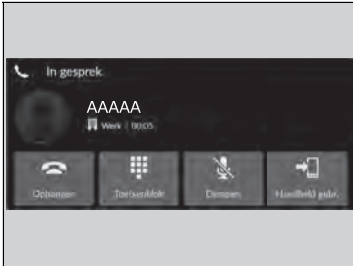 In gesprek
AAAAA
Werk | 00:05
Ophangen
Toetsenblok
Dempen
Handheld gebr.